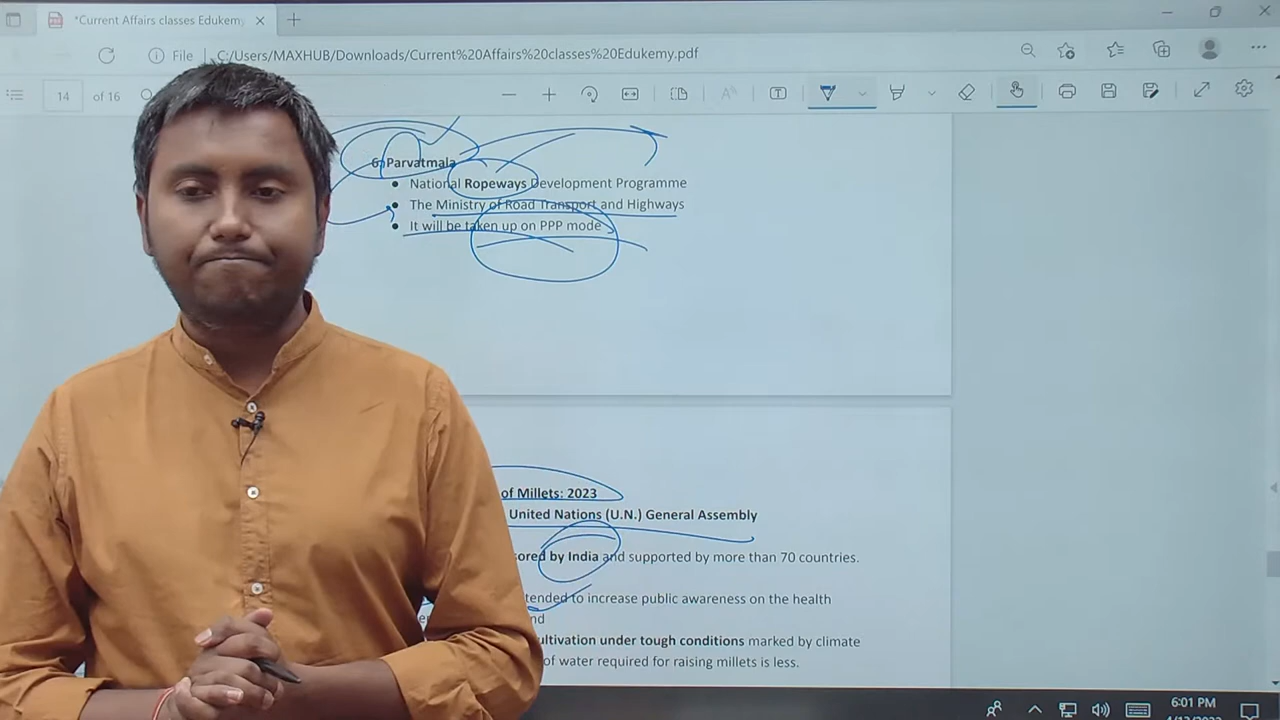 *Current Affairs classes Edukemy
File C:/Users/MAXHUB/Downloads/Current%20Affairs%20classes%20Edukemy.pdf
14 of 16
6. Parvatmala
National Ropeways Development Programme
The Ministry of Road Transport and Highways
It will be taken up on PPP mode
of Millets: 2023
United Nations (U.N.) General Assembly
ored by India and supported by more than 70 countries.
tended to increase public awareness on the health
nd
ultivation under tough conditions marked by climate
of water required for raising millets is less.
6:01 PM